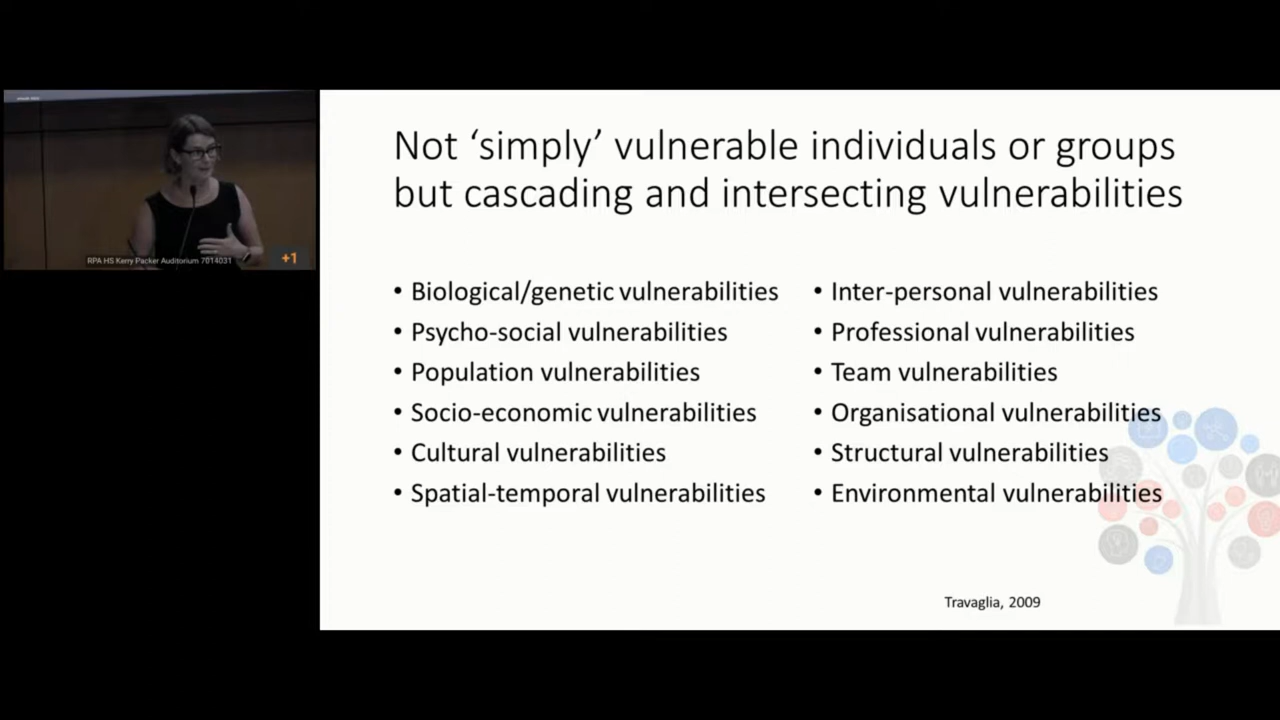 Not ‘simply’ vulnerable individuals or groups
but cascading and intersecting vulnerabilities
• Biological/genetic vulnerabilities
• Psycho-social vulnerabilities
• Population vulnerabilities
• Socio-economic vulnerabilities
• Cultural vulnerabilities
• Spatial-temporal vulnerabilities
• Inter-personal vulnerabilities
• Professional vulnerabilities
• Team vulnerabilities
• Organisational vulnerabilities
• Structural vulnerabilities
• Environmental vulnerabilities
Travaglia, 2009
RPA HS Kerry Packer Auditorium 7014031
+1